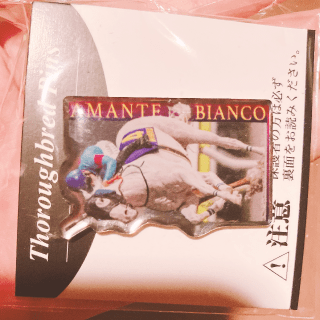 Thoroughbred Pins
AMANTE BIANCO
⚠注意
保護者の方は必ず
裏面をお読みください。